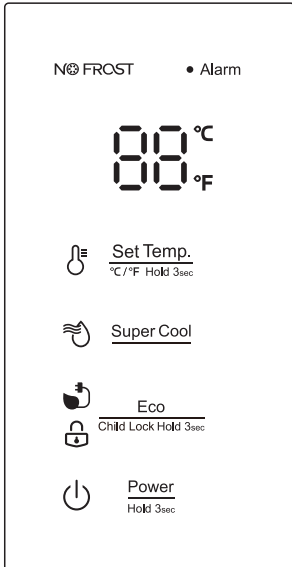 NO FROST
Alarm
88 °C
°F
Set Temp.
°C/°F Hold 3sec
Super Cool
Eco
Child Lock Hold 3sec
Power
Hold 3sec